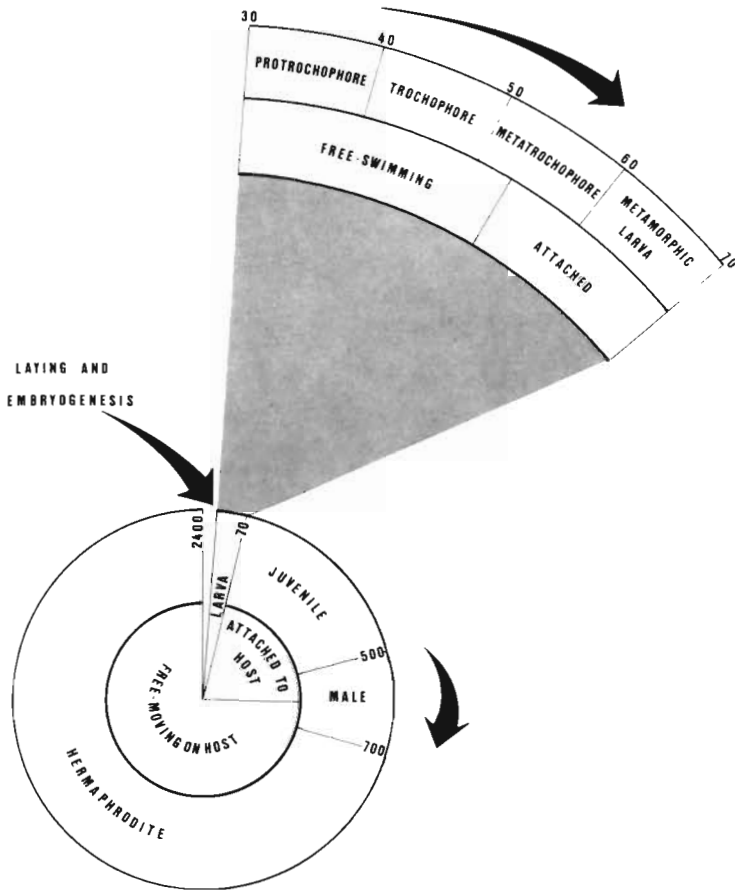 30
40
50
60
70
PROTROCHOPHORE
TROCHOPHORE
METATROCHOPHORE
METAMORPHIC
LARVA
FREE-SWIMMING
ATTACHED
LAYING AND
EMBRYOGENESIS
2400
LARVA
70
JUVENILE
ATTACHED TO
HOST
500
MALE
700
FREE-MOVING ON HOST
HERMAPHRODITE